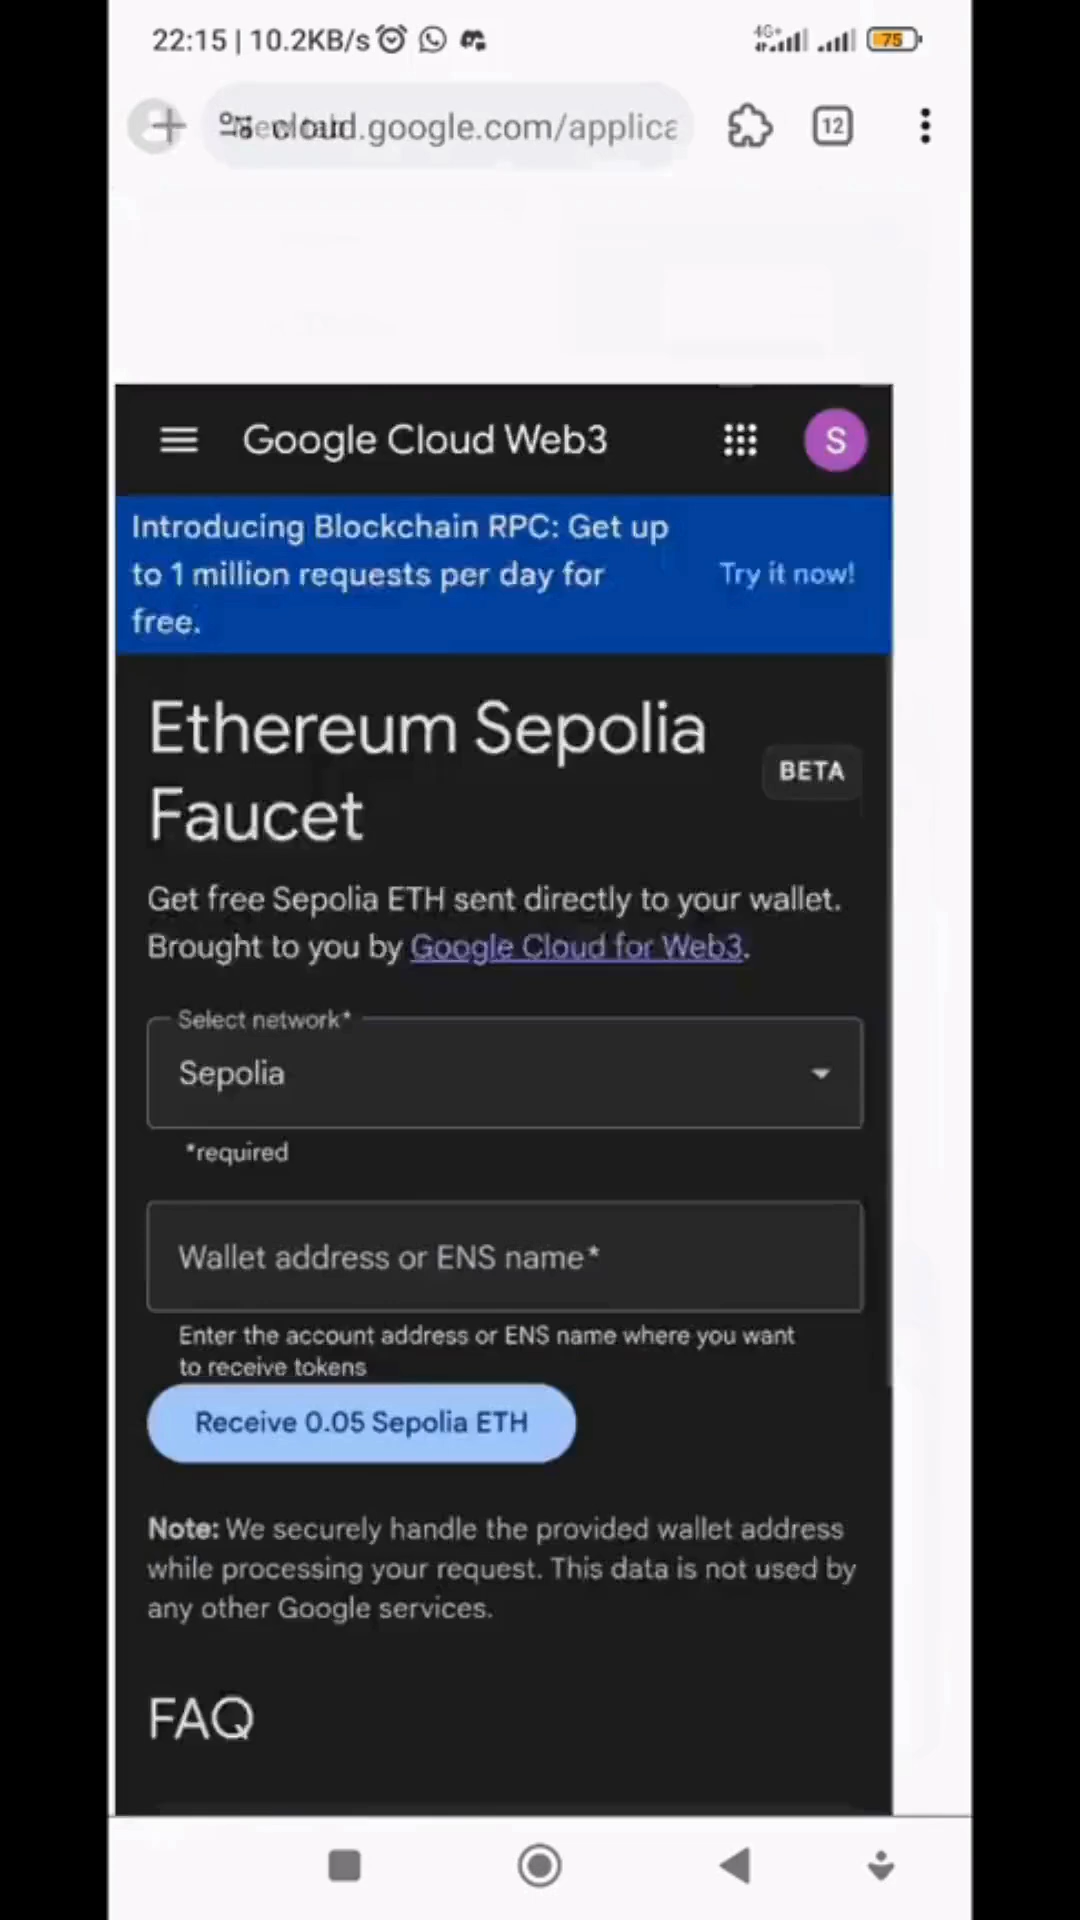 22:15 | 10.2KB/s
4G+
75
cloud.google.com/applica
12
Google Cloud Web3
S
Introducing Blockchain RPC: Get up
to 1 million requests per day for
free.
Try it now!
Ethereum Sepolia
Faucet
BETA
Get free Sepolia ETH sent directly to your wallet.
Brought to you by Google Cloud for Web3.
Select network*
Sepolia
*required
Wallet address or ENS name*
Enter the account address or ENS name where you want
to receive tokens
Receive 0.05 Sepolia ETH
Note: We securely handle the provided wallet address
while processing your request. This data is not used by
any other Google services.
FAQ